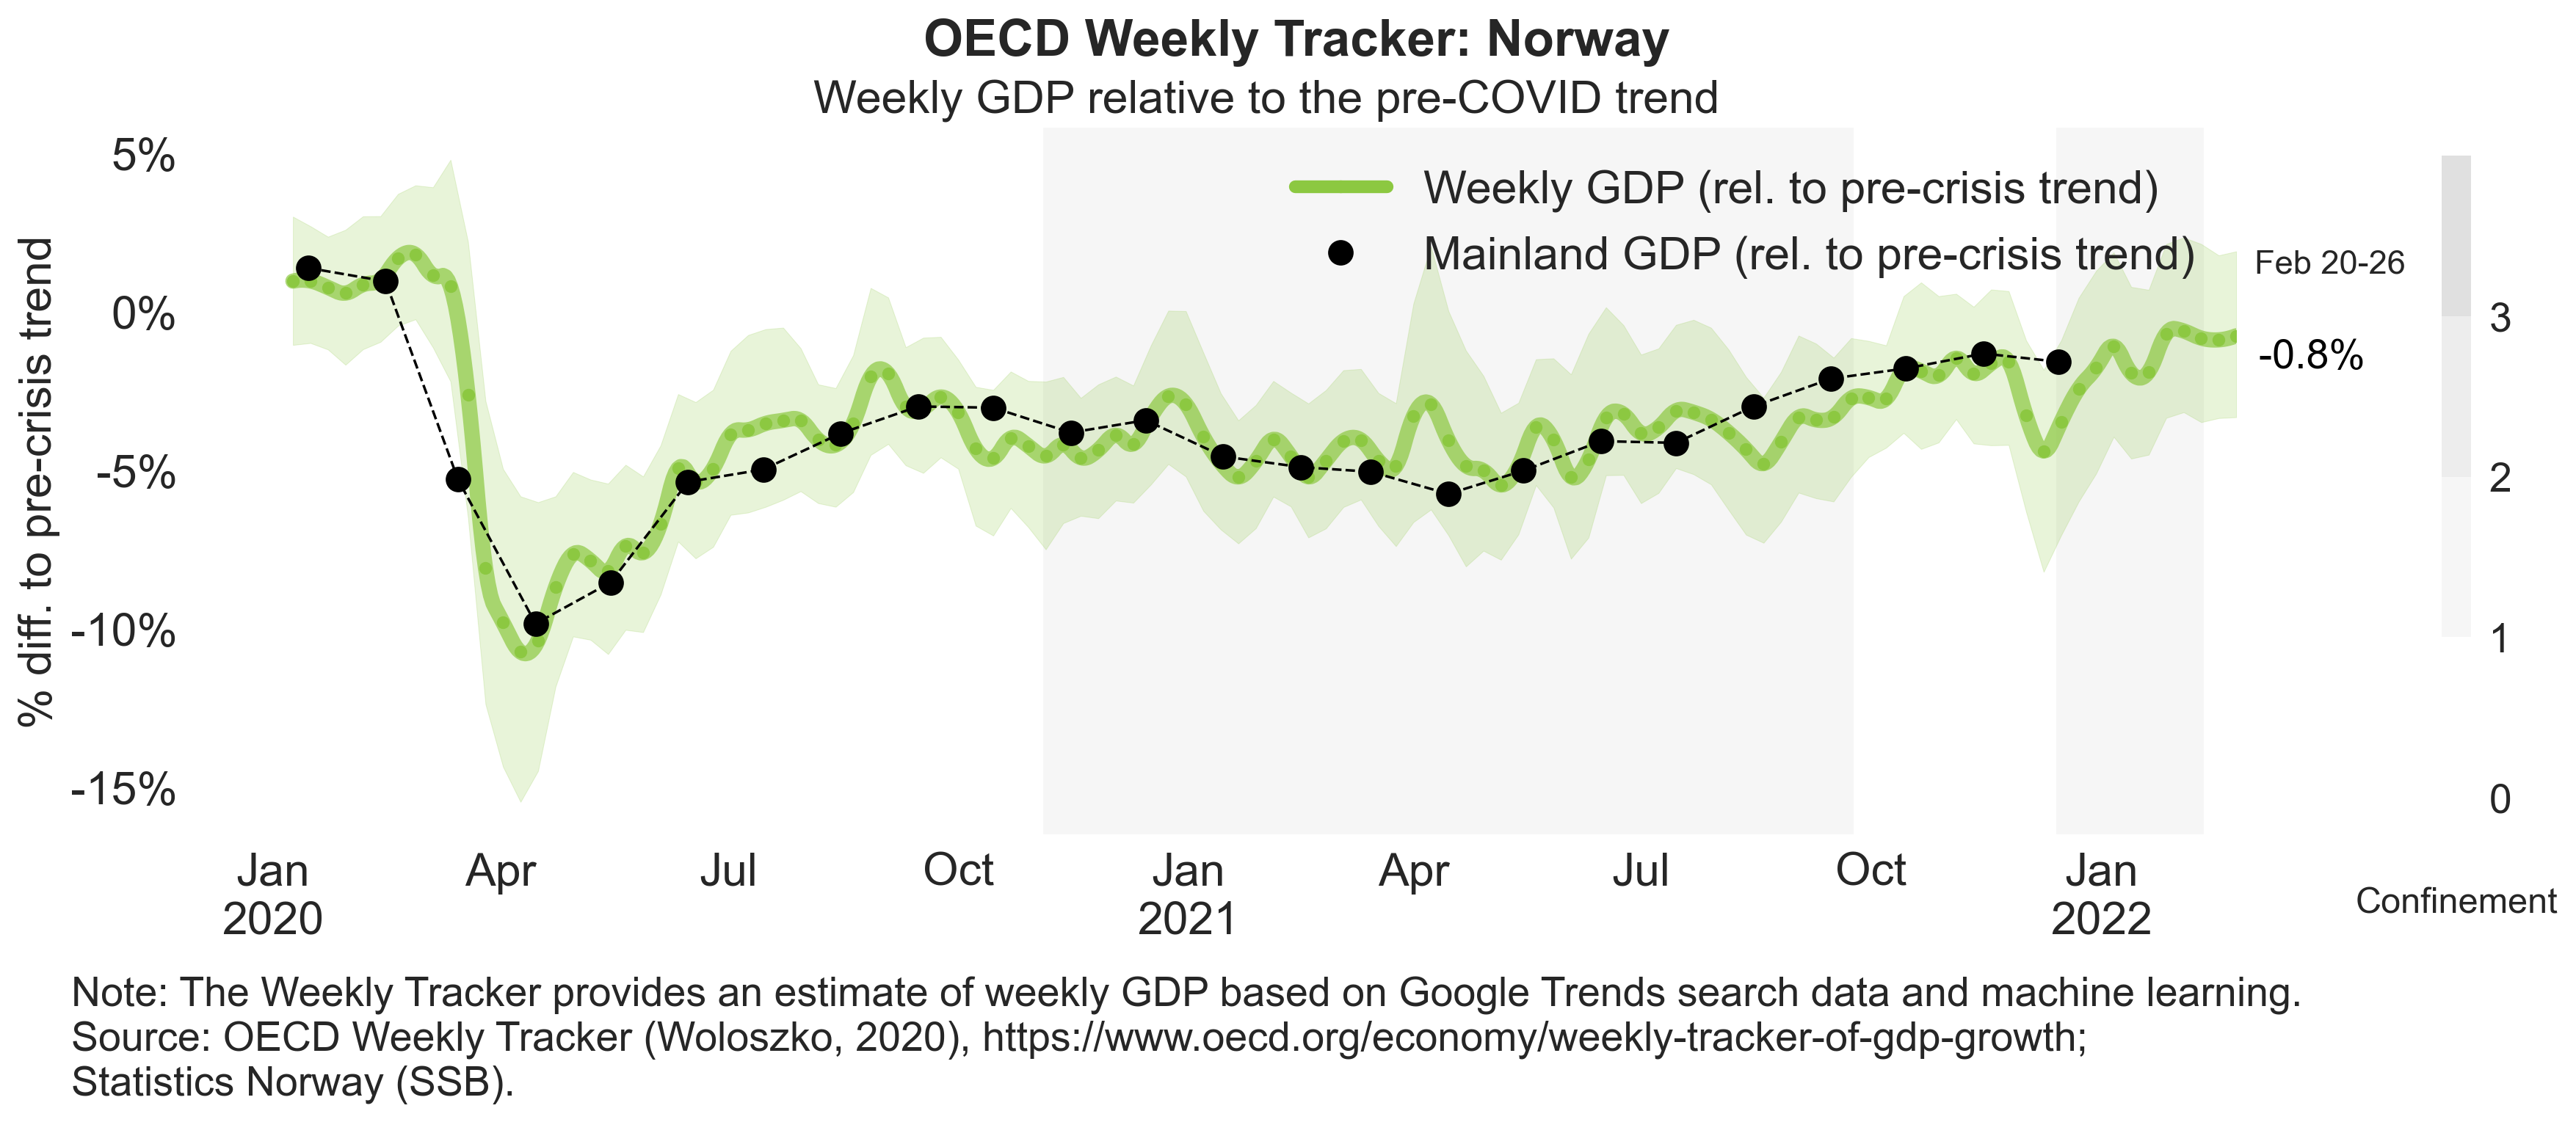 OECD Weekly Tracker: Norway
Weekly GDP relative to the pre-COVID trend
% diff. to pre-crisis trend
5%
0%
-5%
-10%
-15%
Weekly GDP (rel. to pre-crisis trend)
Mainland GDP (rel. to pre-crisis trend)
Feb 20-26
-0.8%
3
2
1
0
Confinement
Jan Apr Jul Oct Jan Apr Jul Oct Jan
2020 2021 2022
Note: The Weekly Tracker provides an estimate of weekly GDP based on Google Trends search data and machine learning.
Source: OECD Weekly Tracker (Woloszko, 2020), https://www.oecd.org/economy/weekly-tracker-of-gdp-growth;
Statistics Norway (SSB).